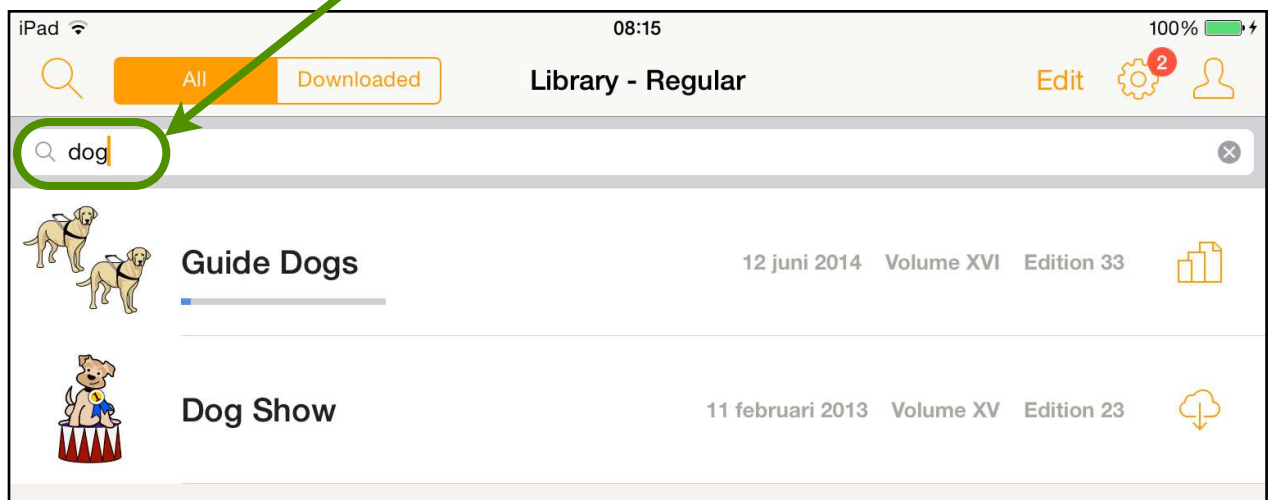 iPad 08:15 100%
All Downloaded Library - Regular Edit 2
dog
Guide Dogs 12 juni 2014 Volume XVI Edition 33
Dog Show 11 februari 2013 Volume XV Edition 23